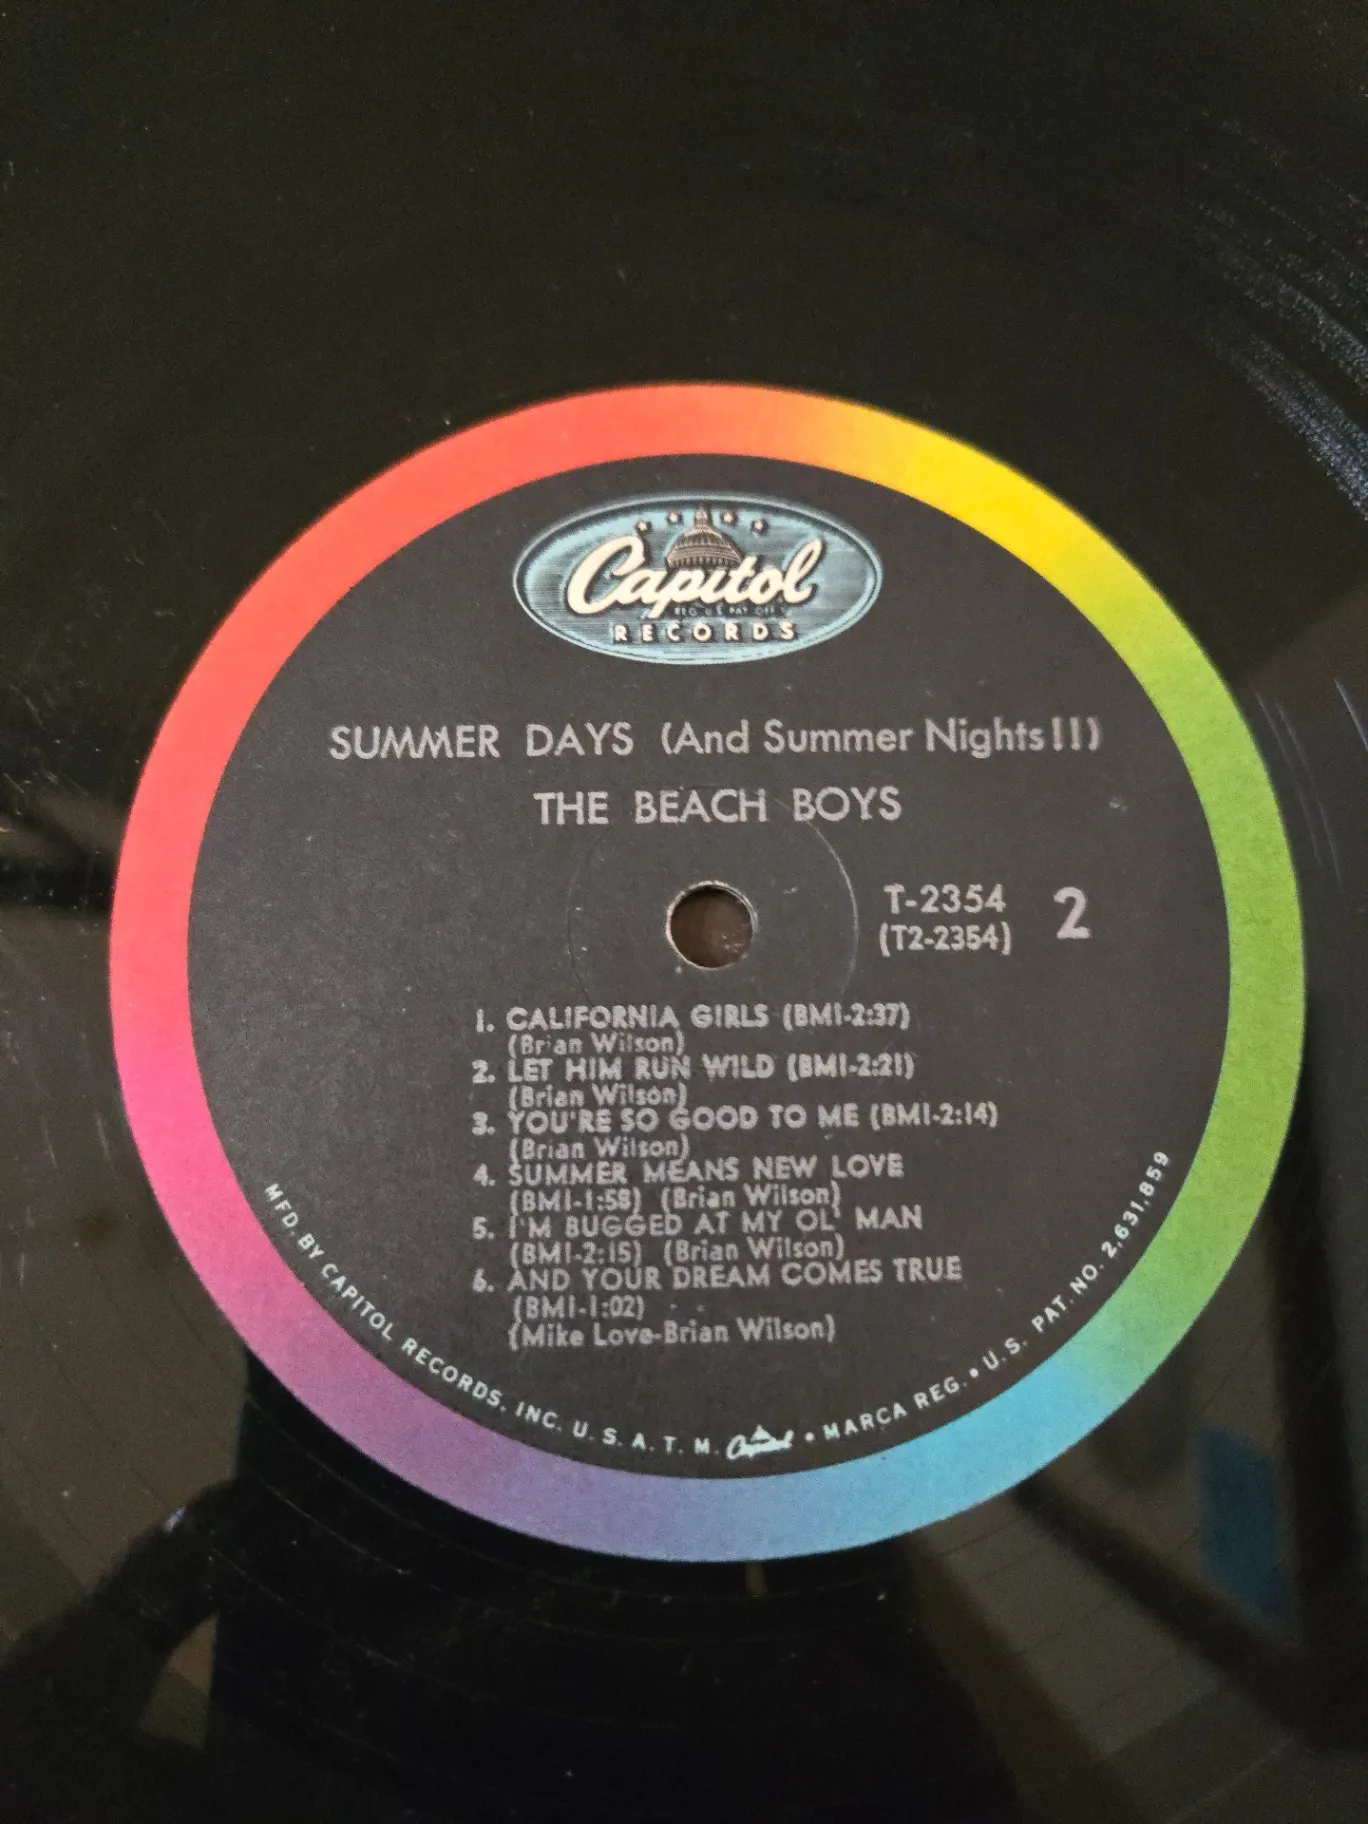 Capitol
REG. U.S. PAT. OFF.
RECORDS
SUMMER DAYS (And Summer Nights!!)
THE BEACH BOYS
T-2354
(T2-2354)
2
1. CALIFORNIA GIRLS (BMI-2:37)
(Brian Wilson)
2. LET HIM RUN WILD (BMI-2:21)
(Brian Wilson)
3. YOU'RE SO GOOD TO ME (BMI-2:14)
(Brian Wilson)
4. SUMMER MEANS NEW LOVE
(BMI-1:58) (Brian Wilson)
5. I'M BUGGED AT MY OL' MAN
(BMI-2:15) (Brian Wilson)
6. AND YOUR DREAM COMES TRUE
(BMI-1:02)
(Mike Love-Brian Wilson)
MFD. BY CAPITOL RECORDS, INC. U.S.A. T.M. Capitol • MARCA REG. • U.S. PAT. NO. 2,631,859